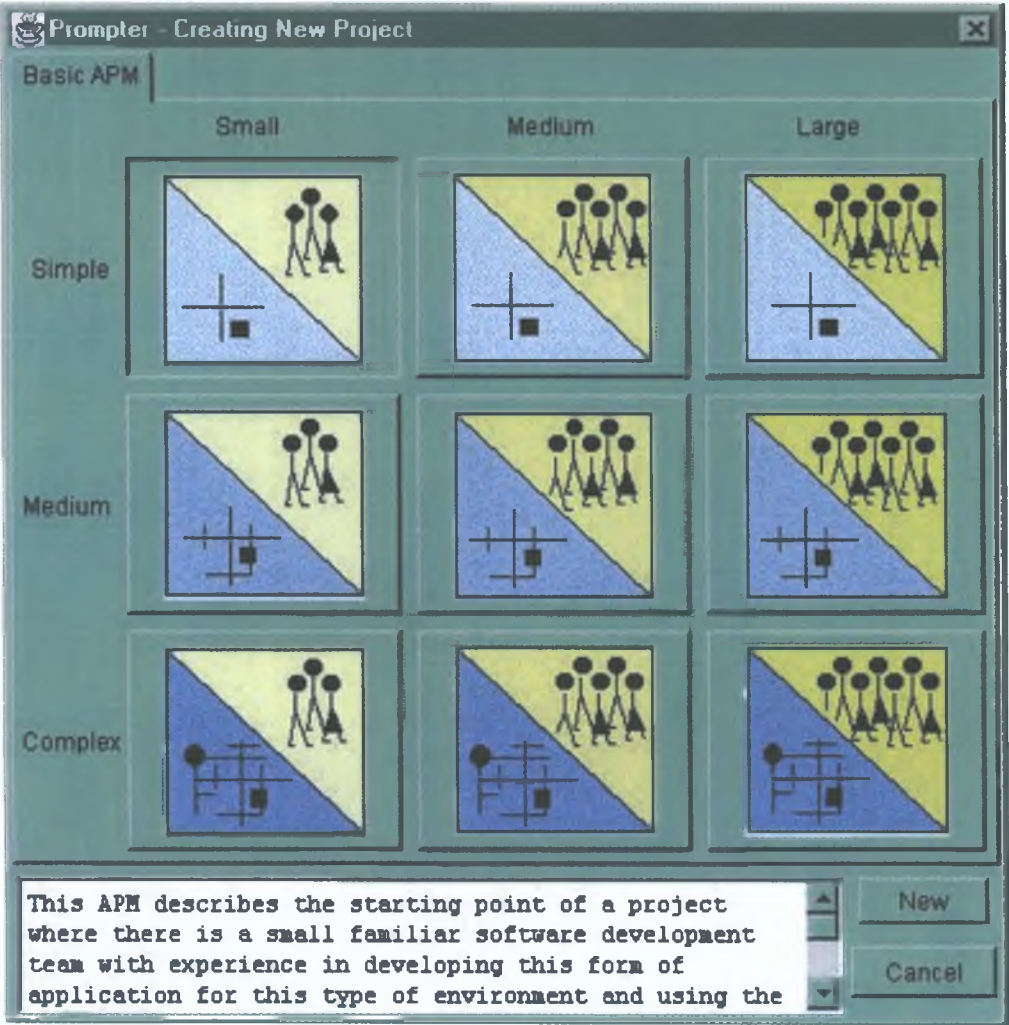 Prompter - Creating New Project
Basic APM
Small Medium Large
Simple
Medium
Complex
This APM describes the starting point of a project
where there is a small familiar software development
team with experience in developing this form of
application for this type of environment and using the
New
Cancel